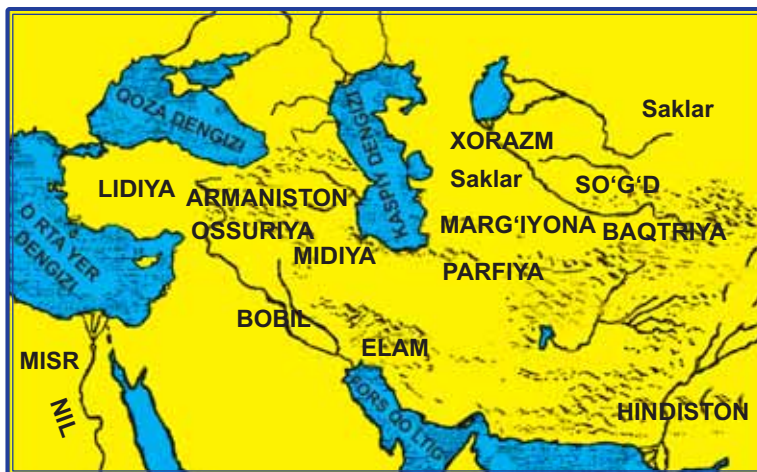 QOZA DENGIZI
KASPIY DENGIZI
Saklar
XORAZM
LIDIYA
ARMANISTON
Saklar
SO‘G‘D
O RTA YER
DENGIZI
OSSURIYA
MARG‘IYONA
BAQTRIYA
MIDIYA
PARFIYA
BOBIL
ELAM
MISR
NIL
FORS QO LTIG‘I
HINDISTON